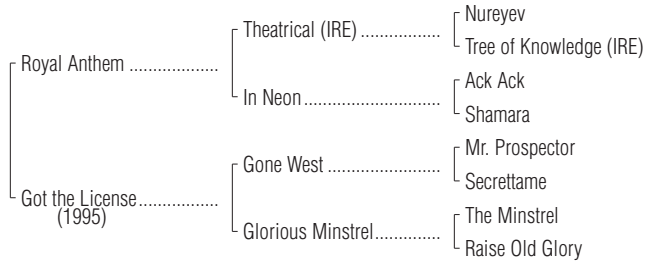 Nureyev
Theatrical (IRE) ..................
Tree of Knowledge (IRE)
Royal Anthem ....................
Ack Ack
In Neon..............................
Shamara
Mr. Prospector
Gone West .........................
Secrettame
Got the License..................
(1995)
The Minstrel
Glorious Minstrel...............
Raise Old Glory